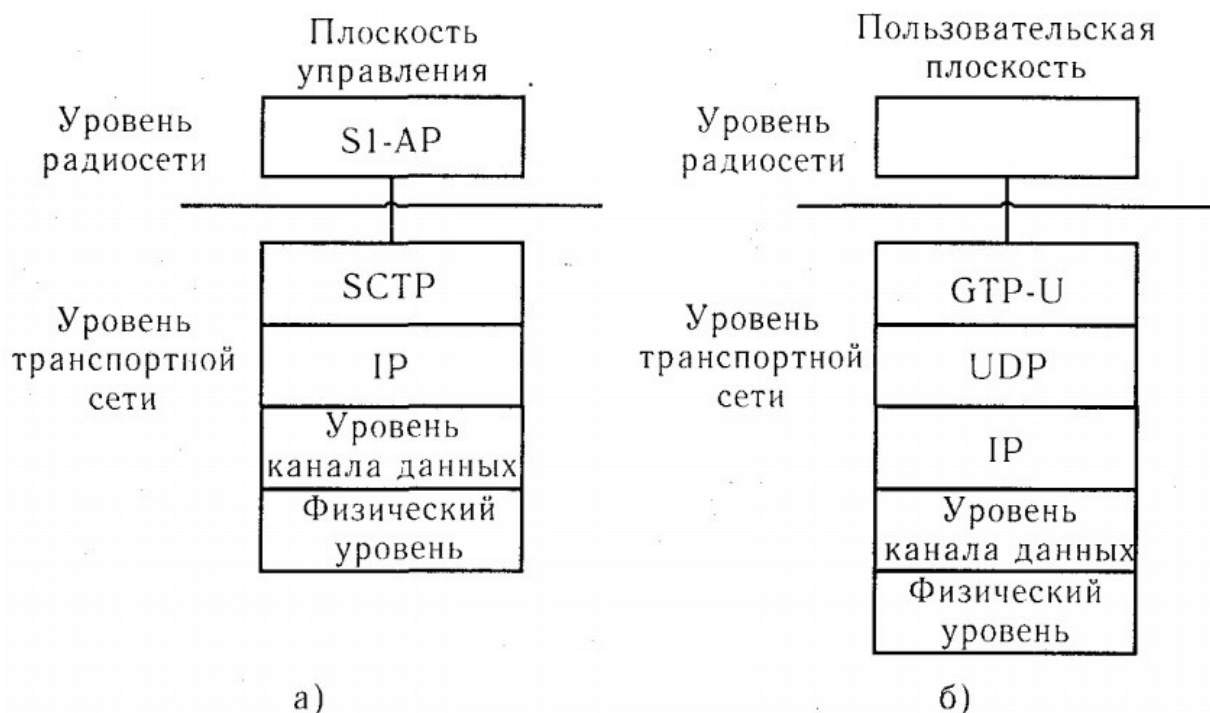 Плоскость
управления
Уровень
радиосети
S1-AP
SCTP
Уровень
транспортной
сети
IP
Уровень
канала данных
Физический
уровень
а)
Пользовательская
плоскость
Уровень
радиосети
GTP-U
Уровень
транспортной
сети
UDP
IP
Уровень
канала данных
Физический
уровень
б)